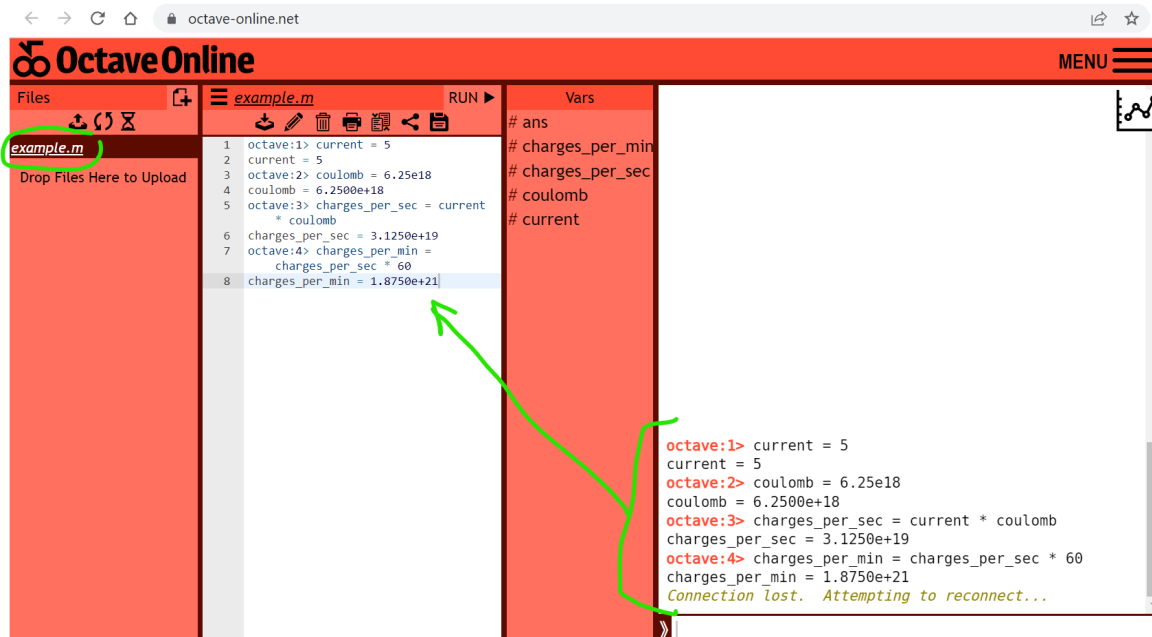 octave-online.net
Octave Online
MENU
Files
example.m
RUN
Vars
example.m
Drop Files Here to Upload
1 octave:1> current = 5
2 current = 5
3 octave:2> coulomb = 6.25e18
4 coulomb = 6.2500e+18
5 octave:3> charges_per_sec = current
* coulomb
6 charges_per_sec = 3.1250e+19
7 octave:4> charges_per_min =
charges_per_sec * 60
8 charges_per_min = 1.8750e+21
# ans
# charges_per_min
# charges_per_sec
# coulomb
# current
octave:1> current = 5
current = 5
octave:2> coulomb = 6.25e18
coulomb = 6.2500e+18
octave:3> charges_per_sec = current * coulomb
charges_per_sec = 3.1250e+19
octave:4> charges_per_min = charges_per_sec * 60
charges_per_min = 1.8750e+21
Connection lost.  Attempting to reconnect...